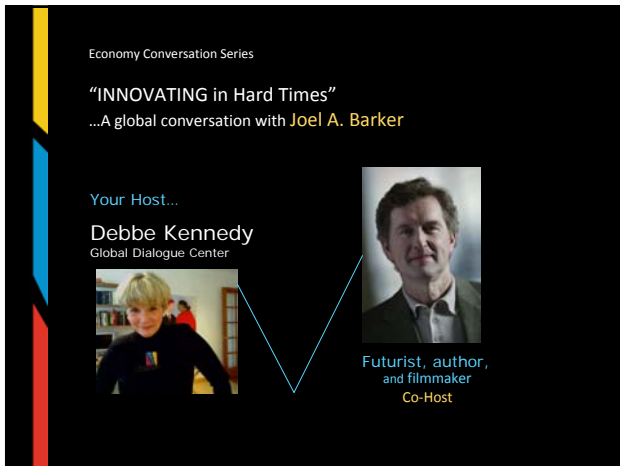 Economy Conversation Series
“INNOVATING in Hard Times”
…A global conversation with Joel A. Barker
Your Host…
Debbe Kennedy
Global Dialogue Center
Futurist, author,
and filmmaker
Co-Host